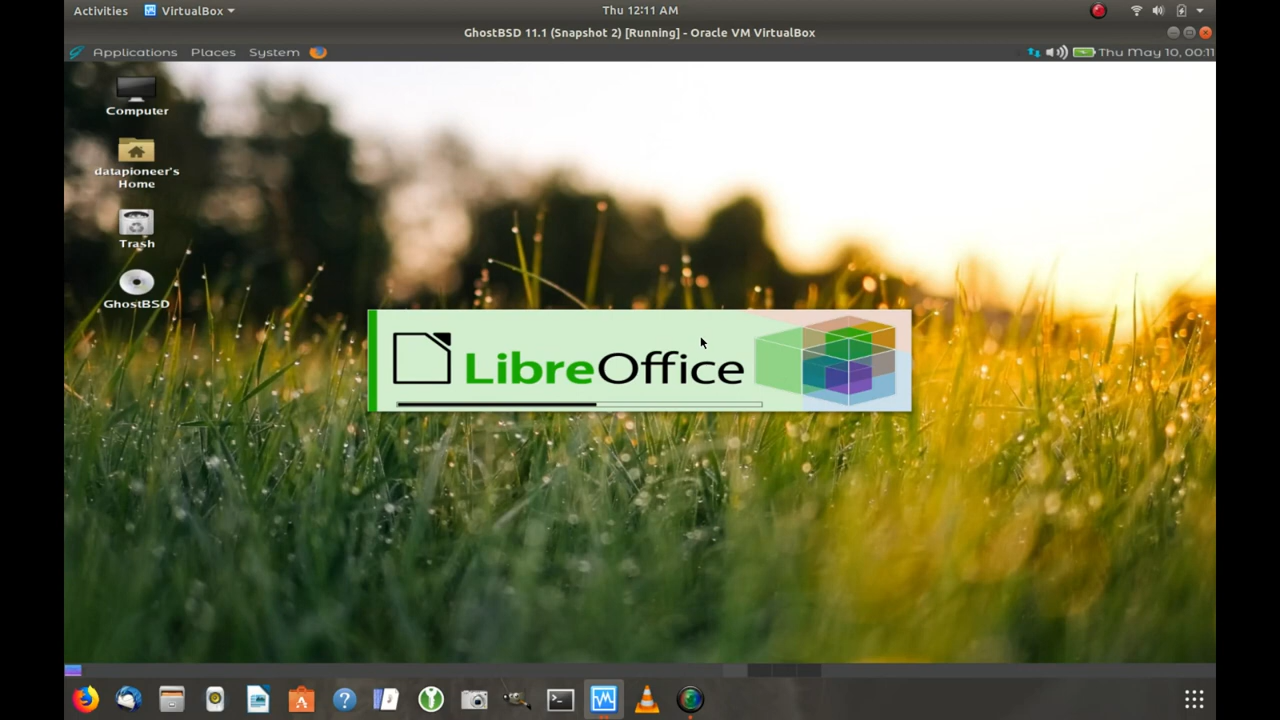 Activities VirtualBox Thu 12:11 AM
GhostBSD 11.1 (Snapshot 2) [Running] - Oracle VM VirtualBox
Applications Places System Thu May 10, 00:11
Computer
datapioneer's
Home
Trash
GhostBSD
LibreOffice